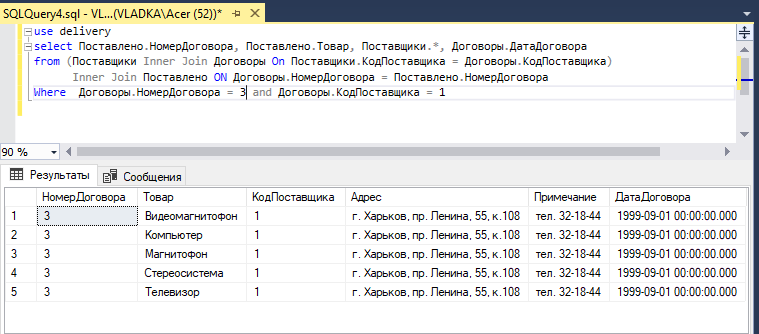 SQLQuery4.sql - VL...(VLADKA\Acer (52))*
use delivery
select Поставлено.НомерДоговора, Поставлено.Товар, Поставщики.*, Договоры.ДатаДоговора
from (Поставщики Inner Join Договоры On Поставщики.КодПоставщика = Договоры.КодПоставщика)
Inner Join Поставлено ON Договоры.НомерДоговора = Поставлено.НомерДоговора
Where Договоры.НомерДоговора = 3 and Договоры.КодПоставщика = 1
90 %
Результаты Сообщения
НомерДоговора Товар КодПоставщика Адрес Примечание ДатаДоговора
1 3 Видеомагнитофон 1 г. Харьков, пр. Ленина, 55, к.108 тел. 32-18-44 1999-09-01 00:00:00.000
2 3 Компьютер 1 г. Харьков, пр. Ленина, 55, к.108 тел. 32-18-44 1999-09-01 00:00:00.000
3 3 Магнитофон 1 г. Харьков, пр. Ленина, 55, к.108 тел. 32-18-44 1999-09-01 00:00:00.000
4 3 Стереосистема 1 г. Харьков, пр. Ленина, 55, к.108 тел. 32-18-44 1999-09-01 00:00:00.000
5 3 Телевизор 1 г. Харьков, пр. Ленина, 55, к.108 тел. 32-18-44 1999-09-01 00:00:00.000